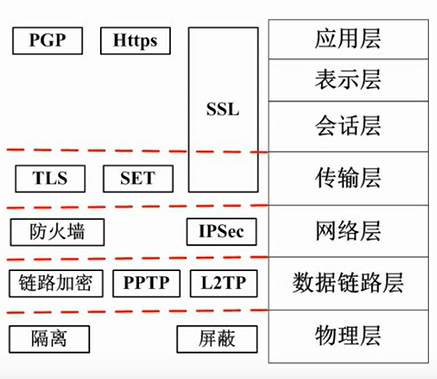 PGP Https SSL 应用层
表示层
会话层
TLS SET 传输层
防火墙 IPSec 网络层
链路加密 PPTP L2TP 数据链路层
隔离 屏蔽 物理层